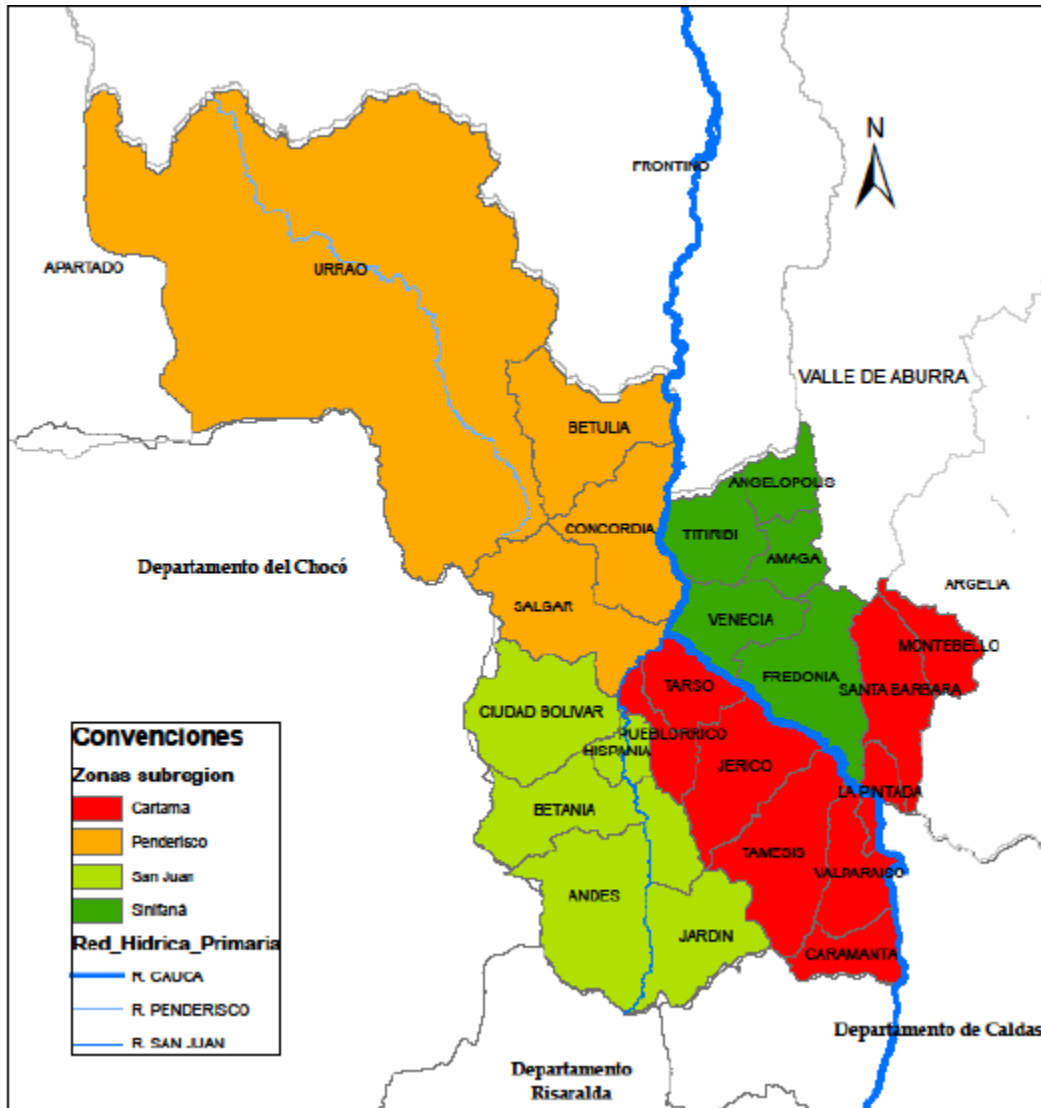 N
FRONTINO
APARTADO
URRAO
VALLE DE ABURRA
BETULIA
ANGELOPOLIS
CONCORDIA
TITIRIBI
AMAGA
Departamento del Chocó
ARGELIA
SALGAR
VENECIA
MONTEBELLO
FREDONIA
SANTA BARBARA
TARSO
CIUDAD BOLIVAR
PUEBLORRICO
HISPANIA
JERICO
LA PINTADA
BETANIA
TAMESIS
VALPARAISO
ANDES
JARDIN
CARAMANTA
Convenciones
Zonas subregion
Cartama
Penderisco
San Juan
Sinifaná
Red_Hidrica_Primaria
R. CAUCA
R. PENDERISCO
R. SAN JUAN
Departamento de Caldas
Departamento
Risaralda